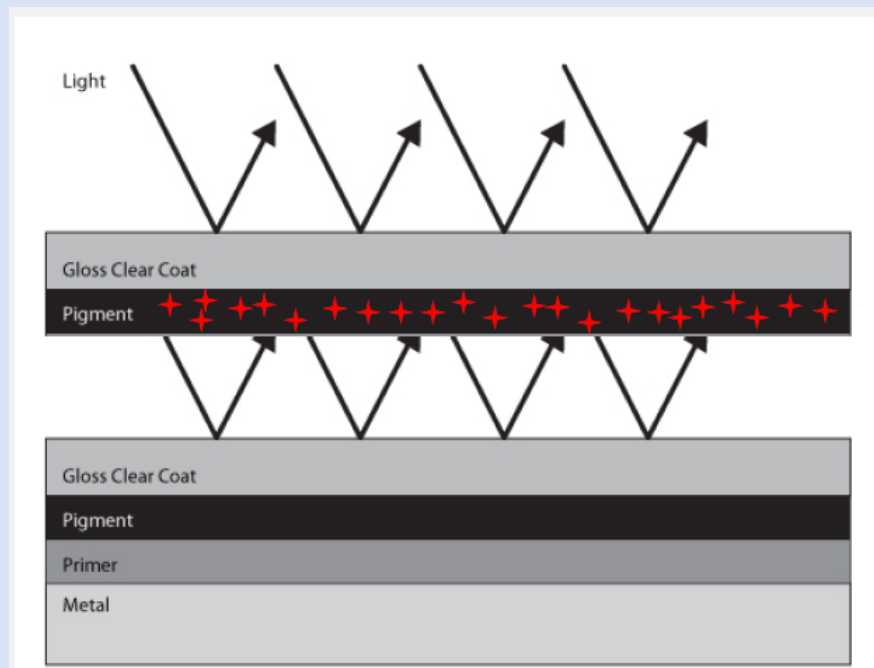 Light
Gloss Clear Coat
Pigment
Gloss Clear Coat
Pigment
Primer
Metal